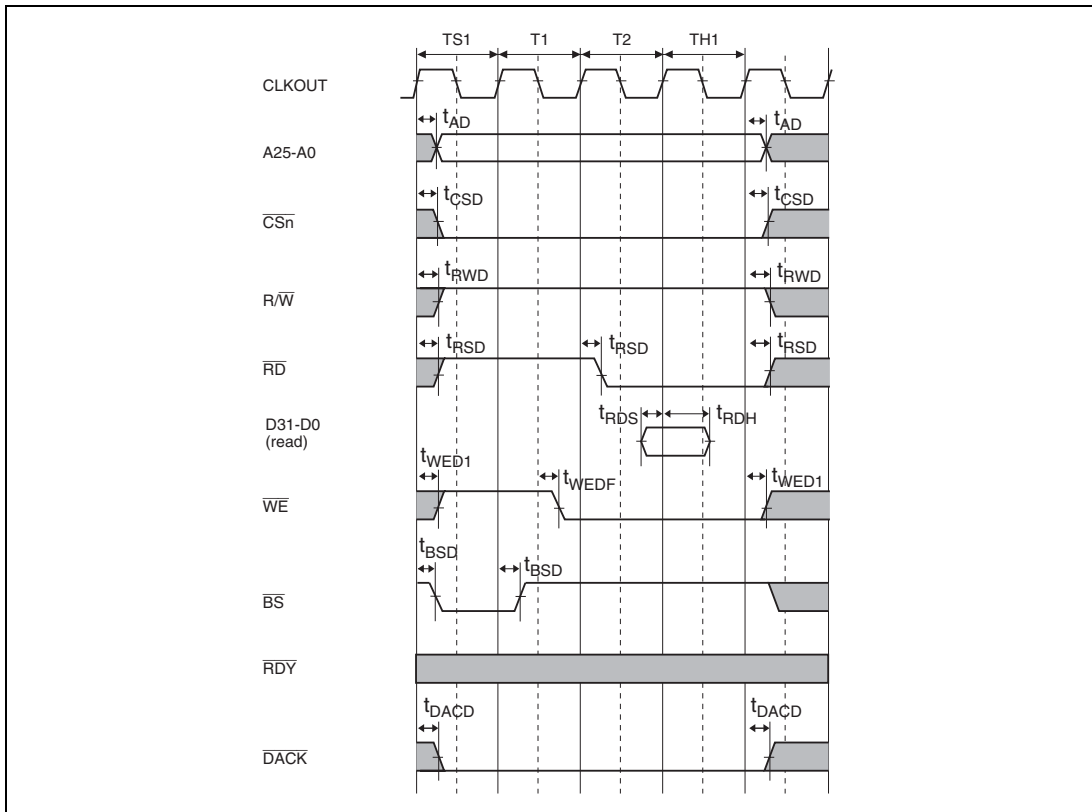 TS1 T1 T2 TH1
CLKOUT
tAD tAD
A25-A0
tCSD tCSD
CSn
tRWD tRWD
R/W
tRSD tRSD tRSD
RD
tRDS tRDH
D31-D0
(read)
tWED1 tWEDF tWED1
WE
tBSD tBSD
BS
RDY
tDACD tDACD
DACK